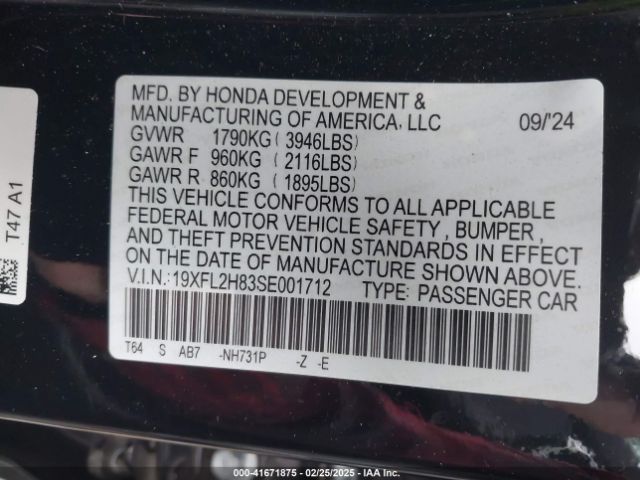 MFD. BY HONDA DEVELOPMENT &
MANUFACTURING OF AMERICA, LLC 09/'24
GVWR 1790KG ( 3946LBS )
GAWR F 960KG ( 2116LBS )
GAWR R 860KG ( 1895LBS )
THIS VEHICLE CONFORMS TO ALL APPLICABLE
FEDERAL MOTOR VEHICLE SAFETY , BUMPER ,
AND THEFT PREVENTION STANDARDS IN EFFECT
ON THE DATE OF MANUFACTURE SHOWN ABOVE.
V.I.N.:19XFL2H83SE001712 TYPE: PASSENGER CAR
T64 S AB7 -NH731P -Z -E
T47 A1
000-41671875 - 02/25/2025 - IAA Inc.